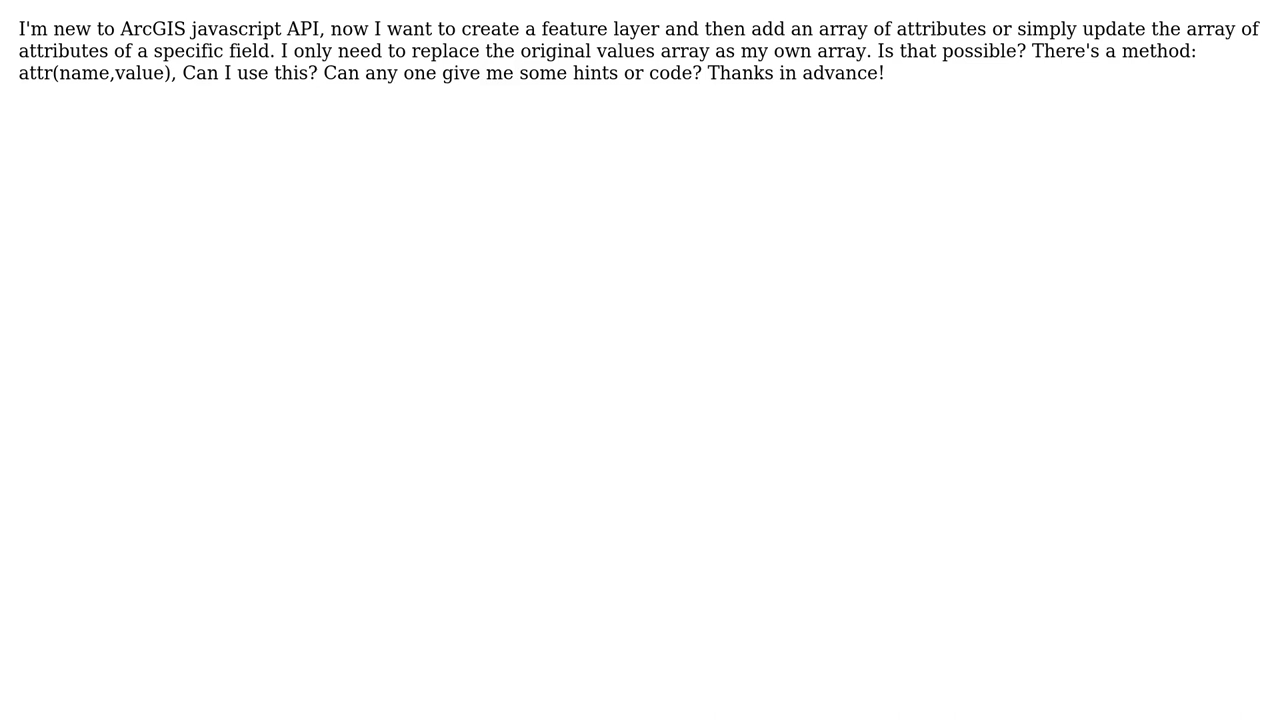 I'm new to ArcGIS javascript API, now I want to create a feature layer and then add an array of attributes or simply update the array of
attributes of a specific field. I only need to replace the original values array as my own array. Is that possible? There's a method:
attr(name,value), Can I use this? Can any one give me some hints or code? Thanks in advance!